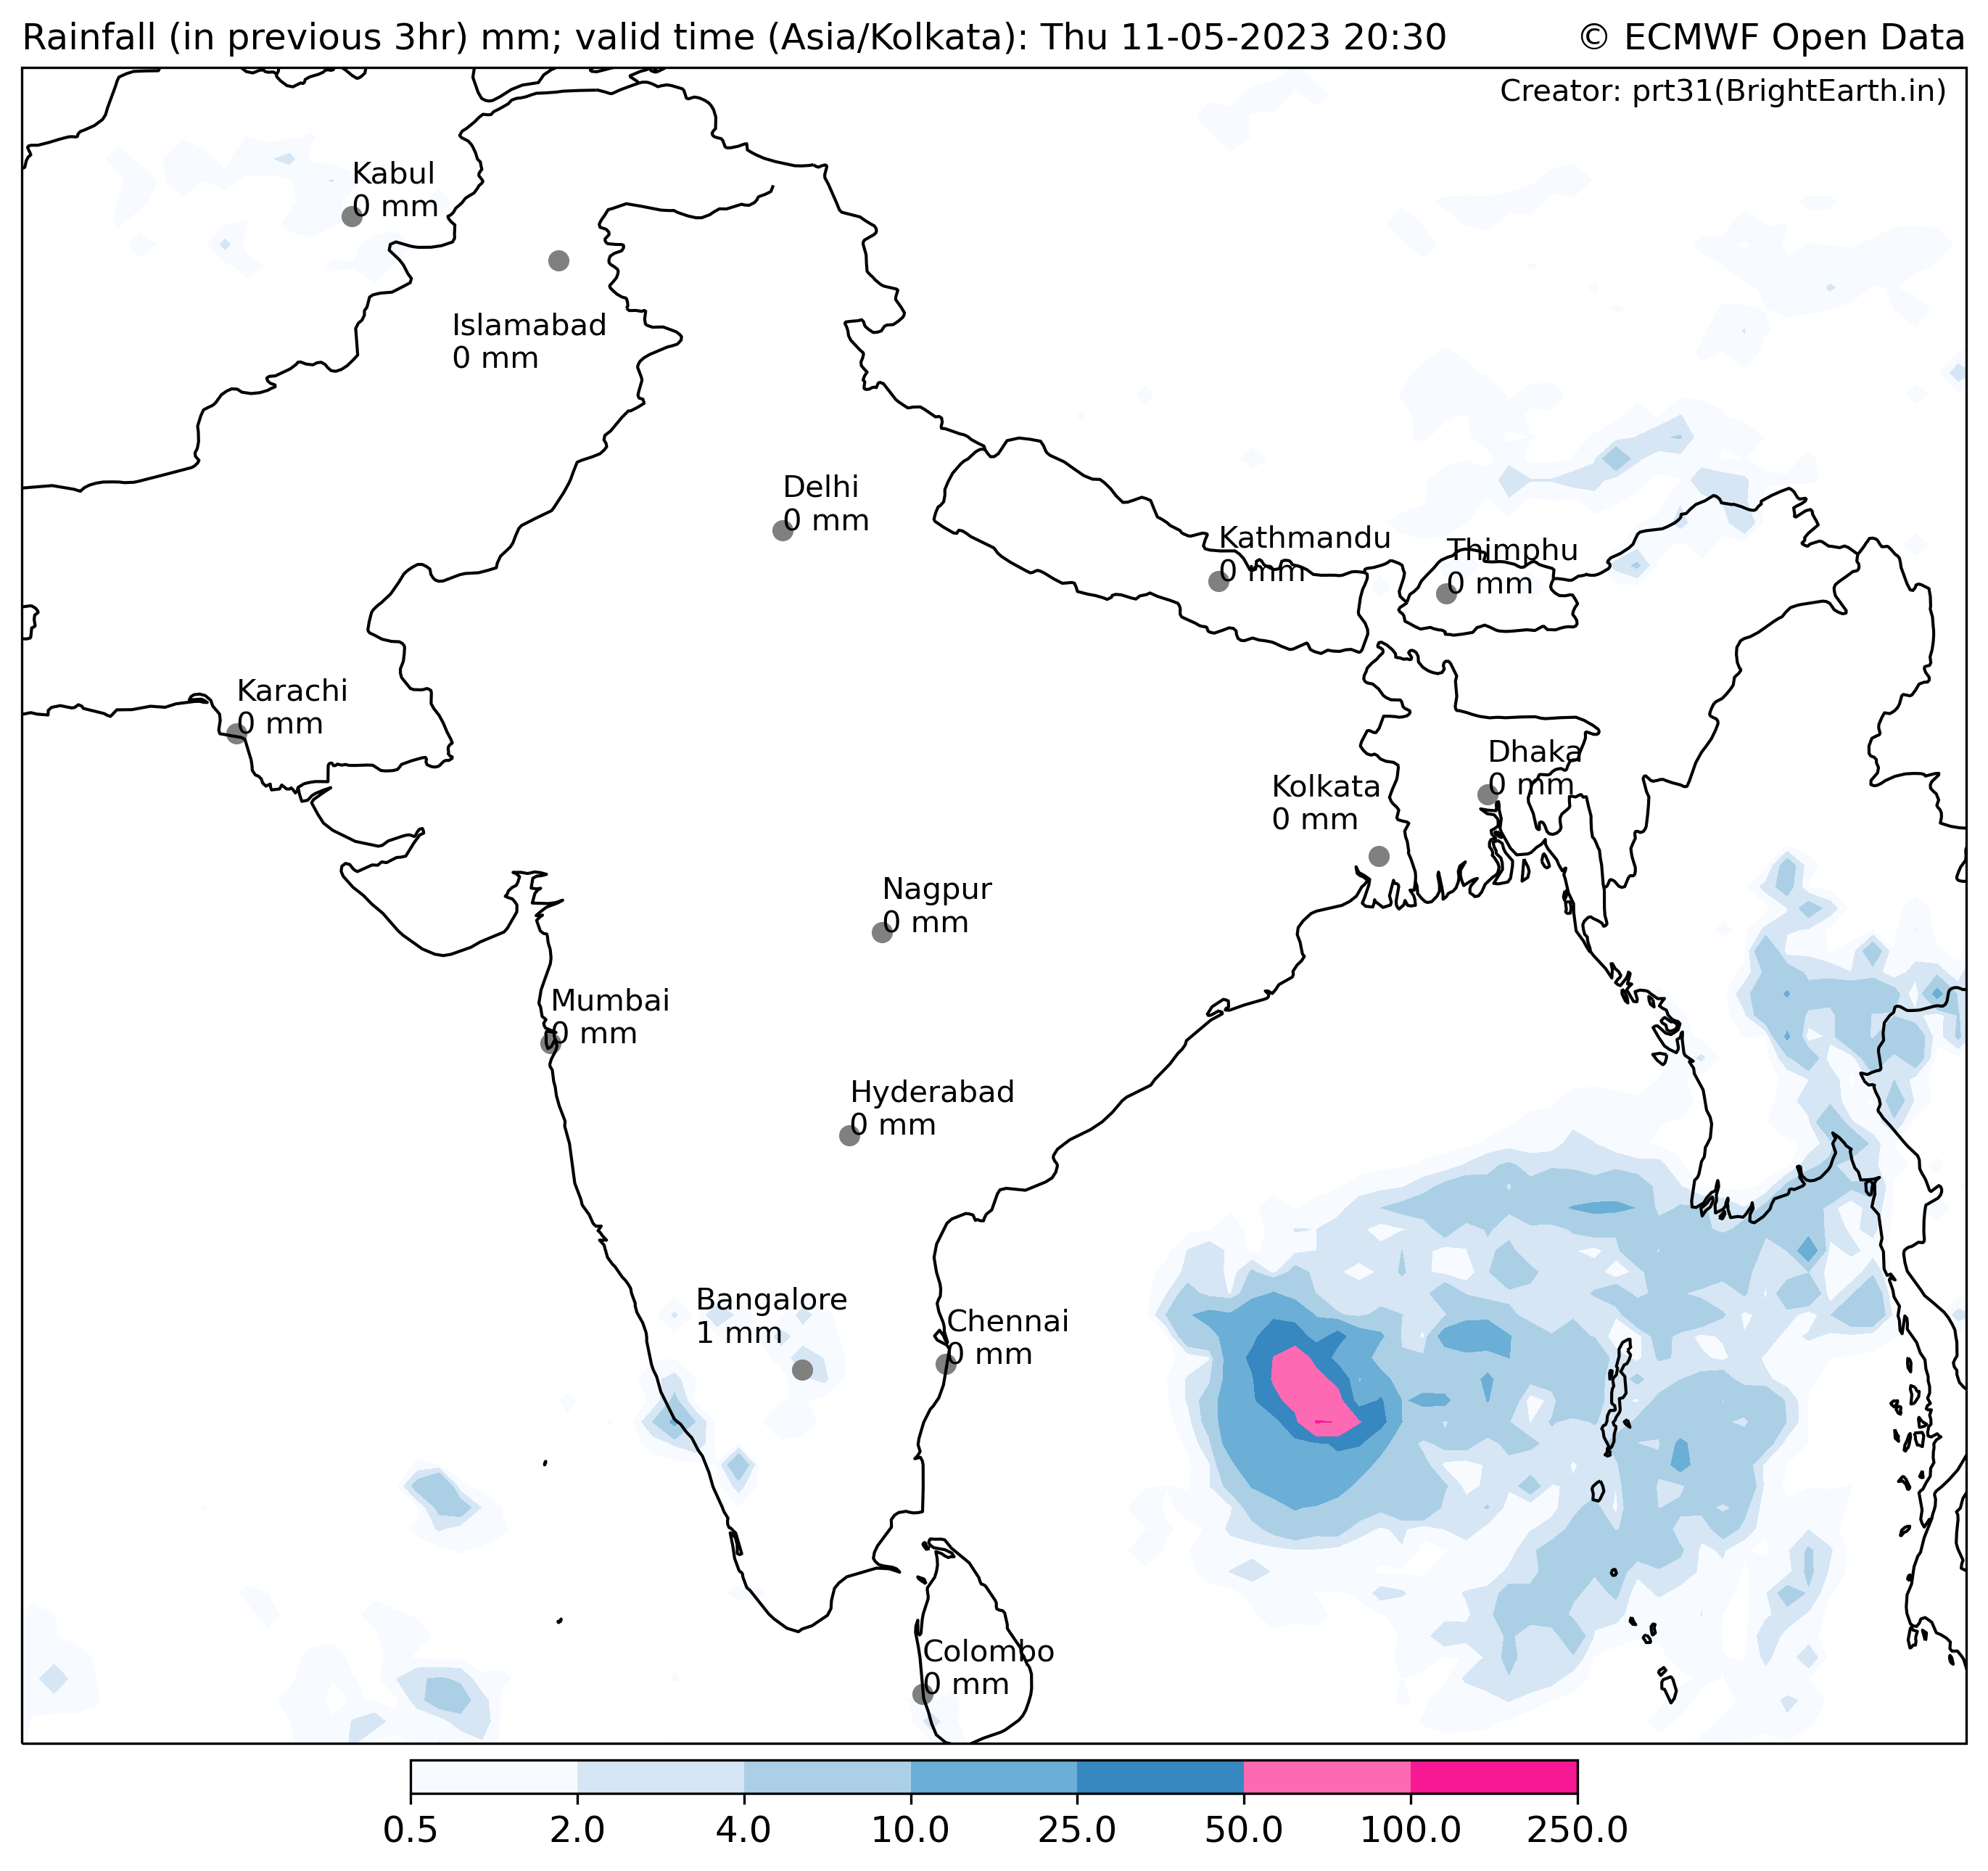 Rainfall (in previous 3hr) mm; valid time (Asia/Kolkata): Thu 11-05-2023 20:30
© ECMWF Open Data
Creator: prt31(BrightEarth.in)
Kabul
0 mm
Islamabad
0 mm
Delhi
0 mm
Kathmandu
0 mm
Thimphu
0 mm
Karachi
0 mm
Dhaka
0 mm
Kolkata
0 mm
Nagpur
0 mm
Mumbai
0 mm
Hyderabad
0 mm
Bangalore
1 mm
Chennai
0 mm
Colombo
0 mm
0.5 2.0 4.0 10.0 25.0 50.0 100.0 250.0